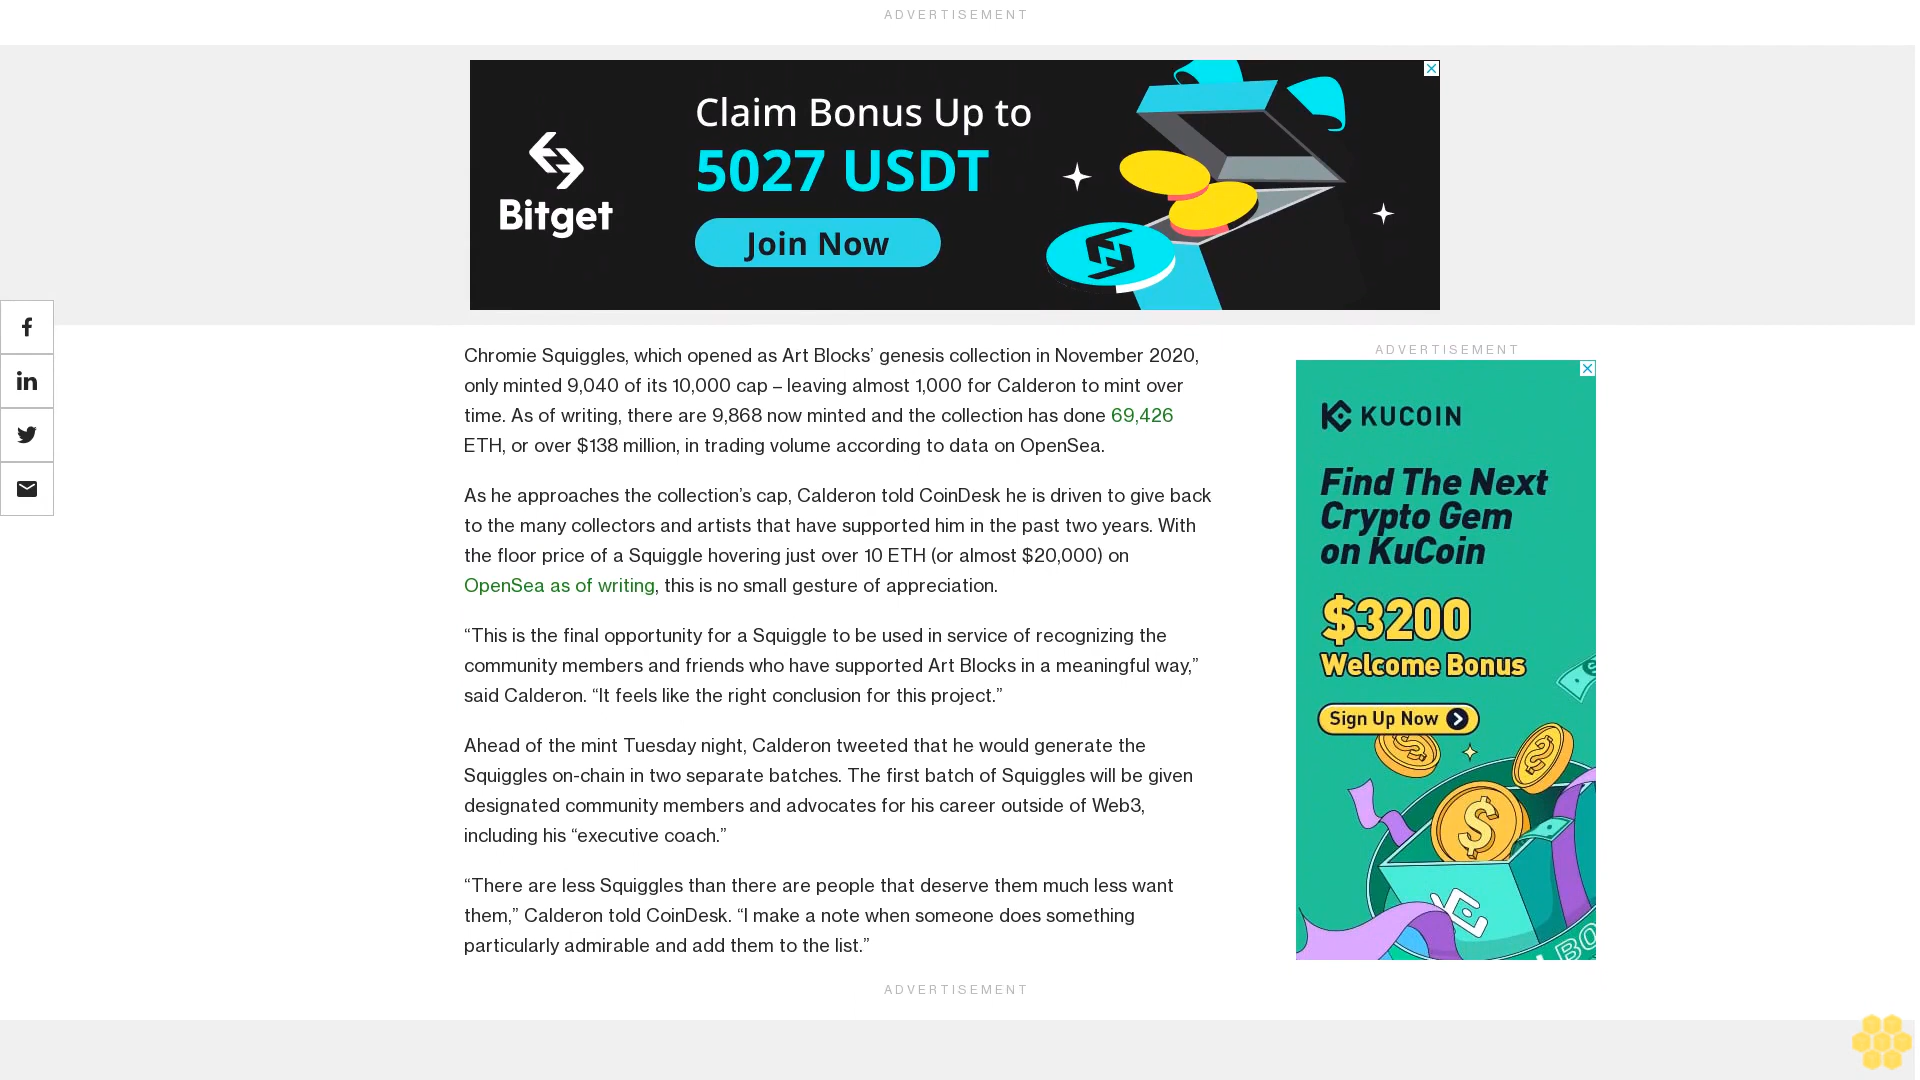 ADVERTISEMENT
Claim Bonus Up to
5027 USDT
Bitget
Join Now
Chromie Squiggles, which opened as Art Blocks’ genesis collection in November 2020,
only minted 9,040 of its 10,000 cap – leaving almost 1,000 for Calderon to mint over
time. As of writing, there are 9,868 now minted and the collection has done 69,426
ETH, or over $138 million, in trading volume according to data on OpenSea.
As he approaches the collection’s cap, Calderon told CoinDesk he is driven to give back
to the many collectors and artists that have supported him in the past two years. With
the floor price of a Squiggle hovering just over 10 ETH (or almost $20,000) on
OpenSea as of writing, this is no small gesture of appreciation.
“This is the final opportunity for a Squiggle to be used in service of recognizing the
community members and friends who have supported Art Blocks in a meaningful way,”
said Calderon. “It feels like the right conclusion for this project.”
Ahead of the mint Tuesday night, Calderon tweeted that he would generate the
Squiggles on-chain in two separate batches. The first batch of Squiggles will be given
designated community members and advocates for his career outside of Web3,
including his “executive coach.”
“There are less Squiggles than there are people that deserve them much less want
them,” Calderon told CoinDesk. “I make a note when someone does something
particularly admirable and add them to the list.”
ADVERTISEMENT
KUCOIN
Find The Next
Crypto Gem
on KuCoin
$3200
Welcome Bonus
Sign Up Now
ADVERTISEMENT